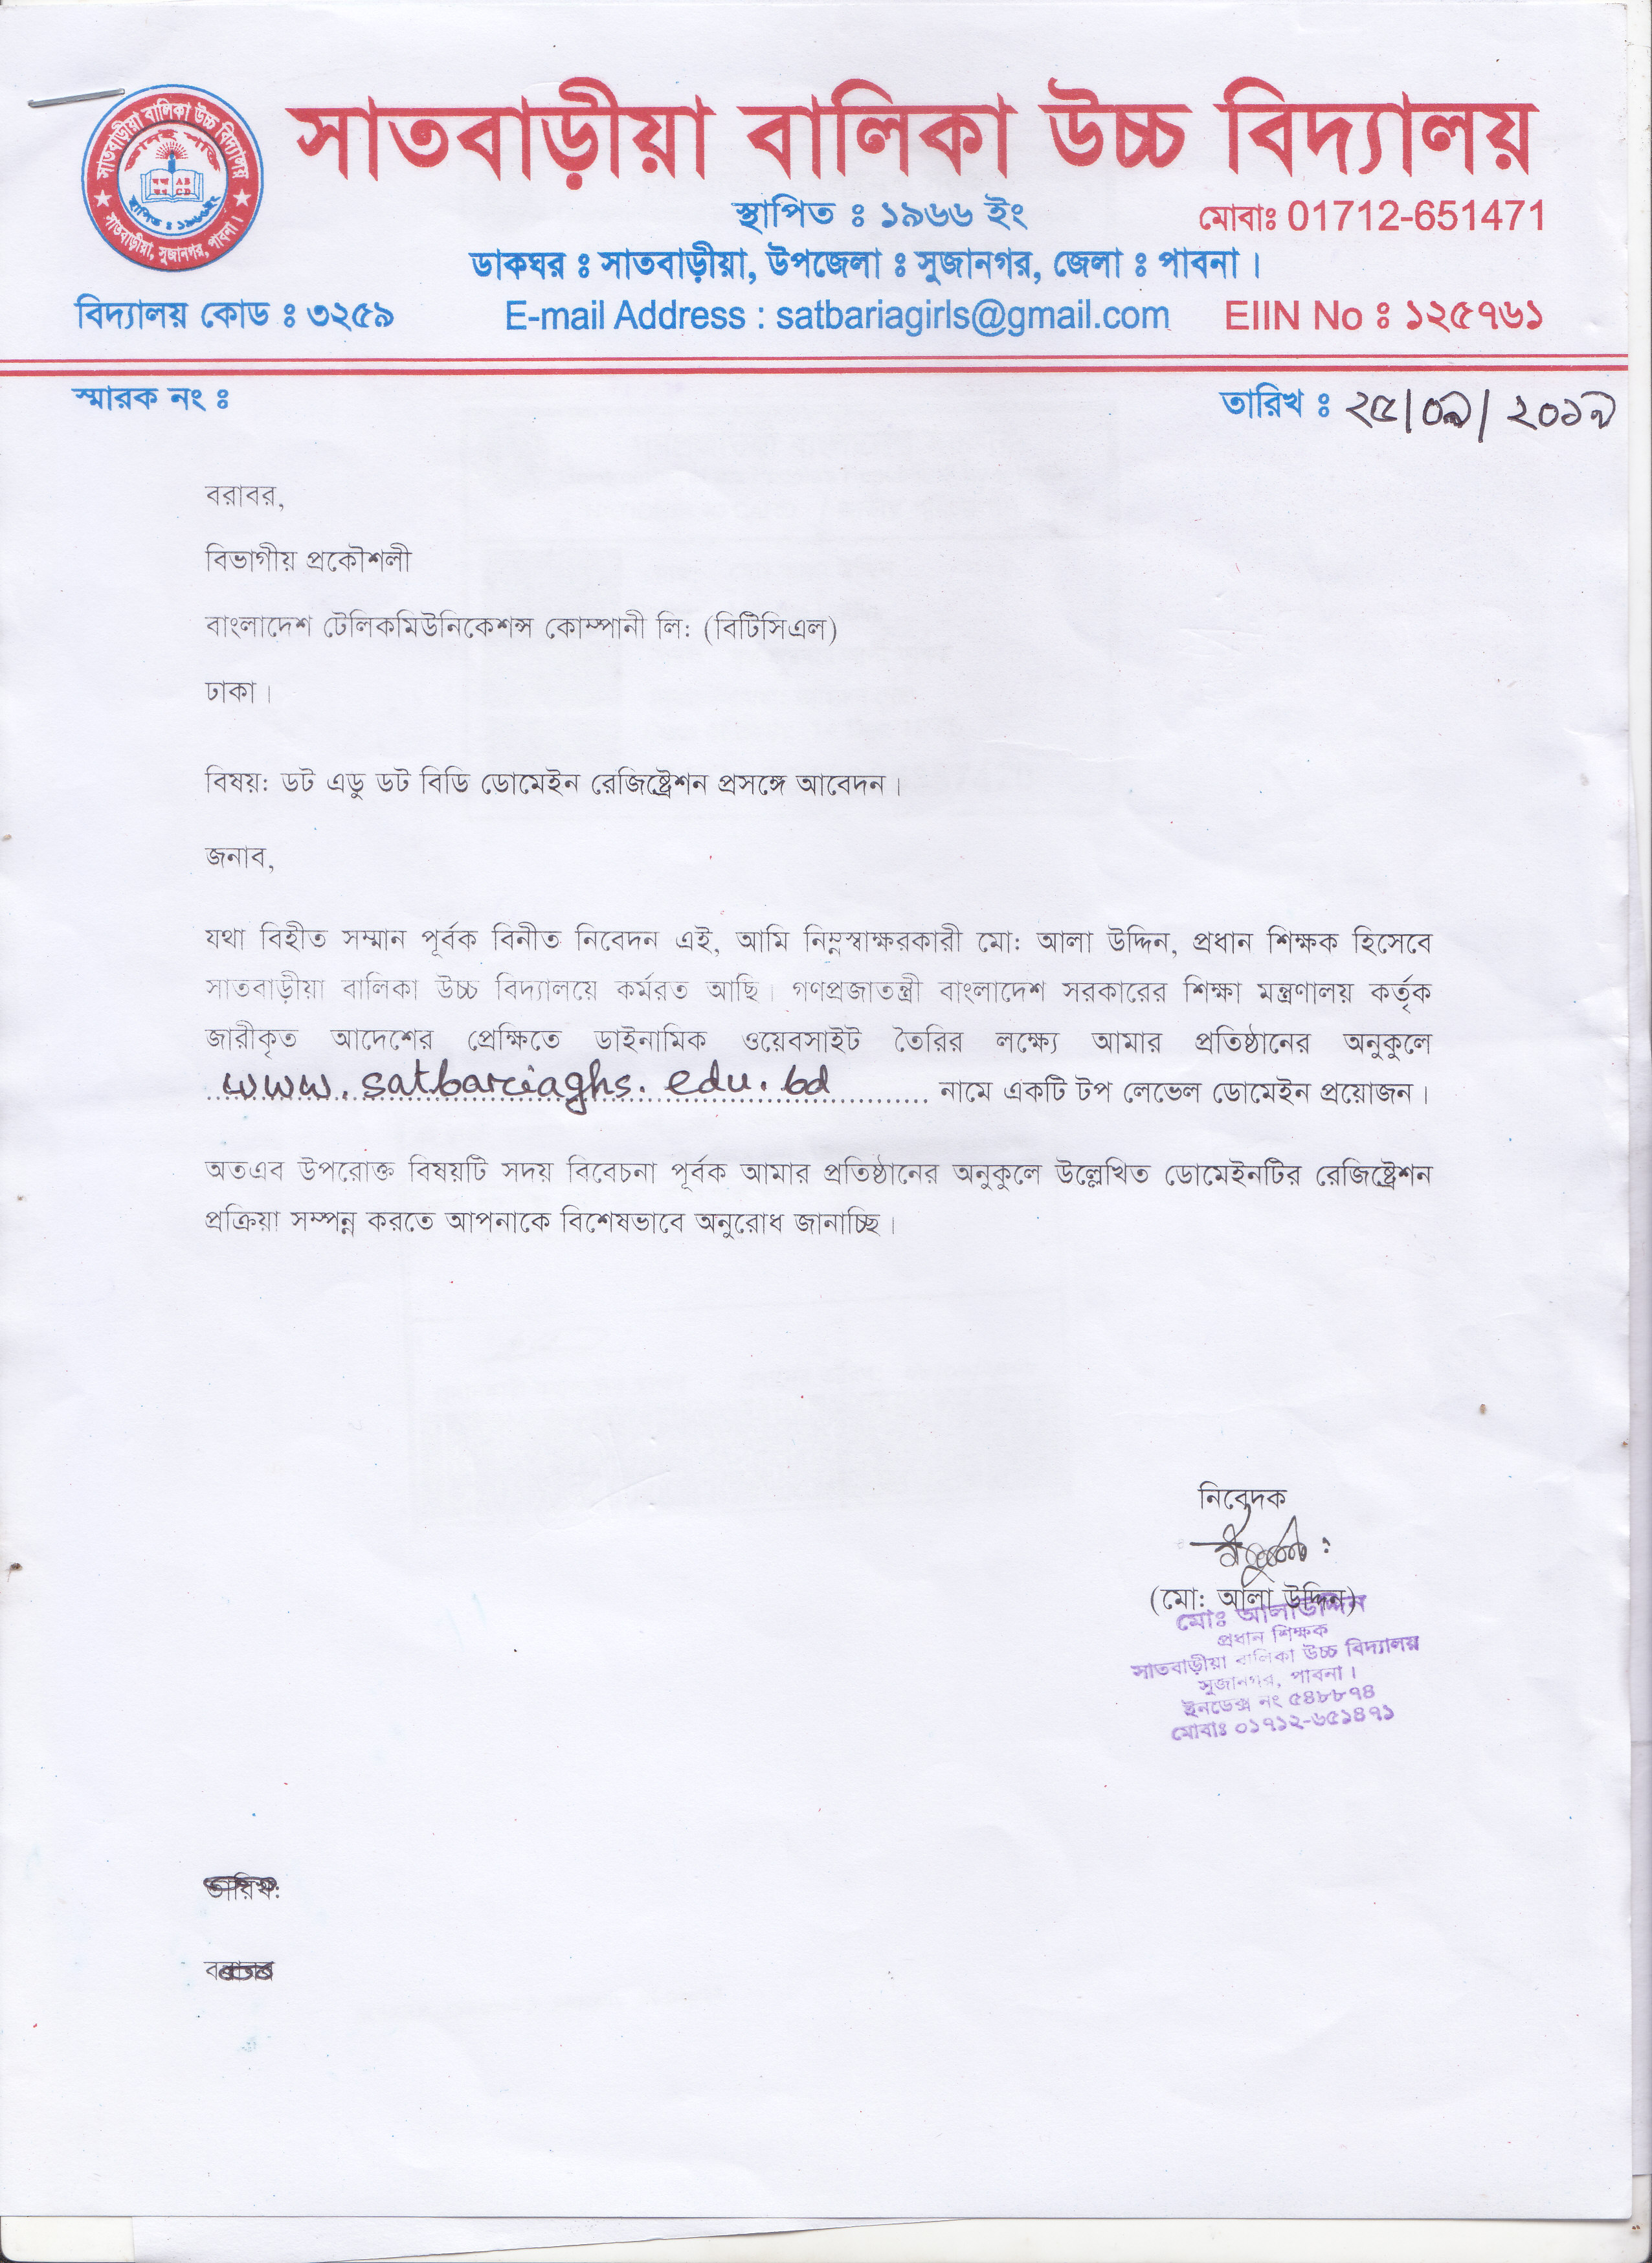 সাতবাড়ীয়া বালিকা উচ্চ বিদ্যালয়
সাতবাড়ীয়া বালিকা উচ্চ বিদ্যালয়
স্থাপিত : ১৯৬৬ইং
সাতবাড়ীয়া, সুজানগর, পাবনা।
স্থাপিত ঃ ১৯৬৬ ইং
মোবাঃ 01712-651471
ডাকঘর ঃ সাতবাড়ীয়া, উপজেলা ঃ সুজানগর, জেলা ঃ পাবনা।
বিদ্যালয় কোড ঃ ৩২৫৯
E-mail Address : satbariagirls@gmail.com
EIIN No ঃ ১২৫৭৬১
স্মারক নং ঃ
তারিখ ঃ ২৫/০৯/২০১৯
বরাবর,
বিভাগীয় প্রকৌশলী
বাংলাদেশ টেলিকমিউনিকেশন্স কোম্পানী লি: (বিটিসিএল)
ঢাকা।
বিষয়: ডট এডু ডট বিডি ডোমেইন রেজিষ্ট্রেশন প্রসঙ্গে আবেদন।
জনাব,
যথা বিহীত সম্মান পূর্বক বিনীত নিবেদন এই, আমি নিম্নস্বাক্ষরকারী মো: আলা উদ্দিন, প্রধান শিক্ষক হিসেবে
সাতবাড়ীয়া বালিকা উচ্চ বিদ্যালয়ে কর্মরত আছি। গণপ্রজাতন্ত্রী বাংলাদেশ সরকারের শিক্ষা মন্ত্রণালয় কর্তৃক
জারীকৃত আদেশের প্রেক্ষিতে ডাইনামিক ওয়েবসাইট তৈরির লক্ষ্যে আমার প্রতিষ্ঠানের অনুকুলে
www.satbariaghs.edu.bd নামে একটি টপ লেভেল ডোমেইন প্রয়োজন।
অতএব উপরোক্ত বিষয়টি সদয় বিবেচনা পূর্বক আমার প্রতিষ্ঠানের অনুকুলে উল্লেখিত ডোমেইনটির রেজিষ্ট্রেশন
প্রক্রিয়া সম্পন্ন করতে আপনাকে বিশেষভাবে অনুরোধ জানাচ্ছি।
নিবেদক
(মো: আলা উদ্দিন)
মোঃ আলাউদ্দিন
প্রধান শিক্ষক
সাতবাড়ীয়া বালিকা উচ্চ বিদ্যালয়
সুজানগর, পাবনা।
ইনডেক্স নং ৫৪৮৮৭৪
মোবাঃ ০১৭১২-৬৫১৪৭১
তারিখ: